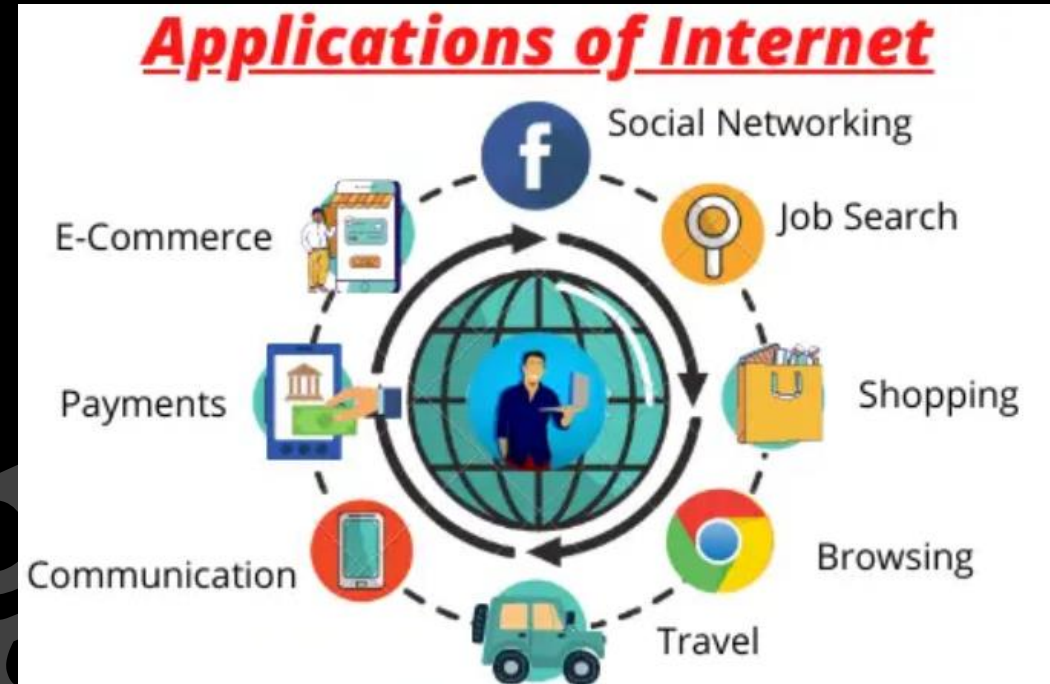 Applications of Internet
Social Networking
Job Search
Shopping
Browsing
Travel
Communication
Payments
E-Commerce